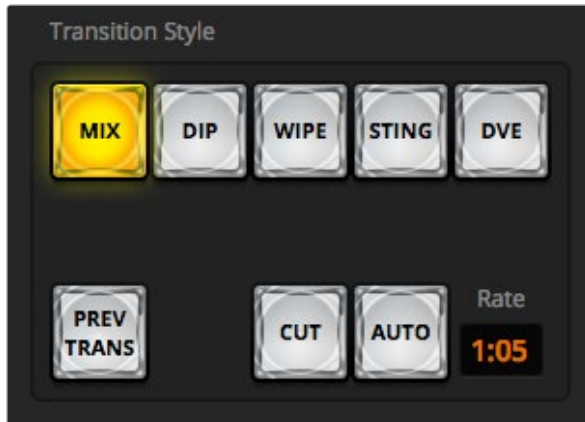 Transition Style
MIX DIP WIPE STING DVE
PREV
TRANS
CUT AUTO
Rate
1:05